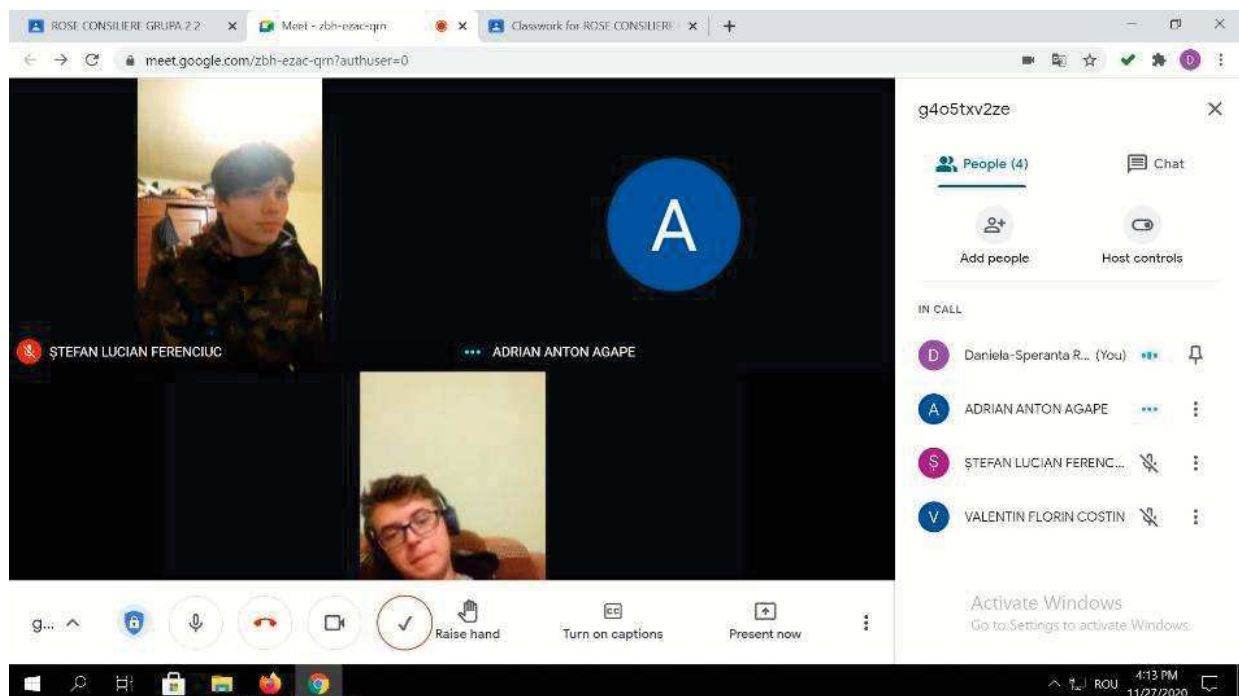 ROSE CONSILIERE GRUPA 2.2
Meet - zbh-ezac-qrn
Classwork for ROSE CONSILIERE
meet.google.com/zbh-ezac-qrn?authuser=0
D
g4o5txv2ze
People (4)
Chat
Add people
Host controls
IN CALL
D Daniela-Speranta R... (You)
A ADRIAN ANTON AGAPE
Ș ȘTEFAN LUCIAN FERENC...
V VALENTIN FLORIN COSTIN
A
ȘTEFAN LUCIAN FERENCIUC
ADRIAN ANTON AGAPE
g...
Raise hand
CC
Turn on captions
Present now
Activate Windows
Go to Settings to activate Windows.
ROU
4:13 PM
11/27/2020